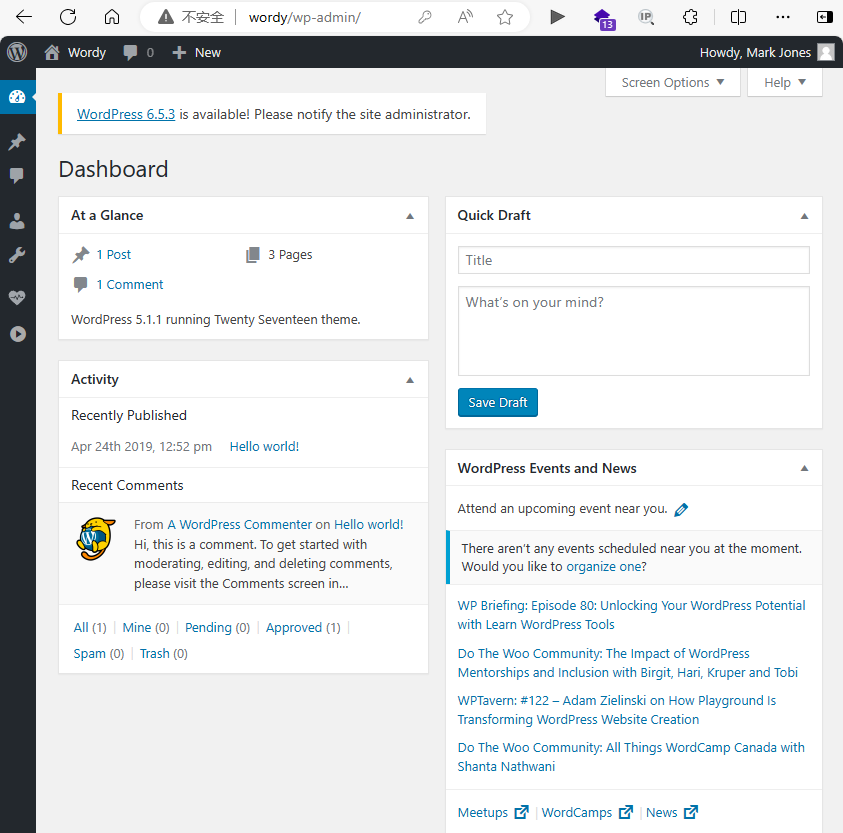 不安全 wordy/wp-admin/
13
IP
Wordy 0 New Howdy, Mark Jones
Screen Options Help
WordPress 6.5.3 is available! Please notify the site administrator.
Dashboard
At a Glance
1 Post 3 Pages
1 Comment
WordPress 5.1.1 running Twenty Seventeen theme.
Activity
Recently Published
Apr 24th 2019, 12:52 pm Hello world!
Recent Comments
From A WordPress Commenter on Hello world!
Hi, this is a comment. To get started with
moderating, editing, and deleting comments,
please visit the Comments screen in…
All (1) | Mine (0) | Pending (0) | Approved (1) |
Spam (0) | Trash (0)
Quick Draft
Title
What’s on your mind?
Save Draft
WordPress Events and News
Attend an upcoming event near you.
There aren’t any events scheduled near you at the moment.
Would you like to organize one?
WP Briefing: Episode 80: Unlocking Your WordPress Potential
with Learn WordPress Tools
Do The Woo Community: The Impact of WordPress
Mentorships and Inclusion with Birgit, Hari, Kruper and Tobi
WPTavern: #122 – Adam Zielinski on How Playground Is
Transforming WordPress Website Creation
Do The Woo Community: All Things WordCamp Canada with
Shanta Nathwani
Meetups | WordCamps | News